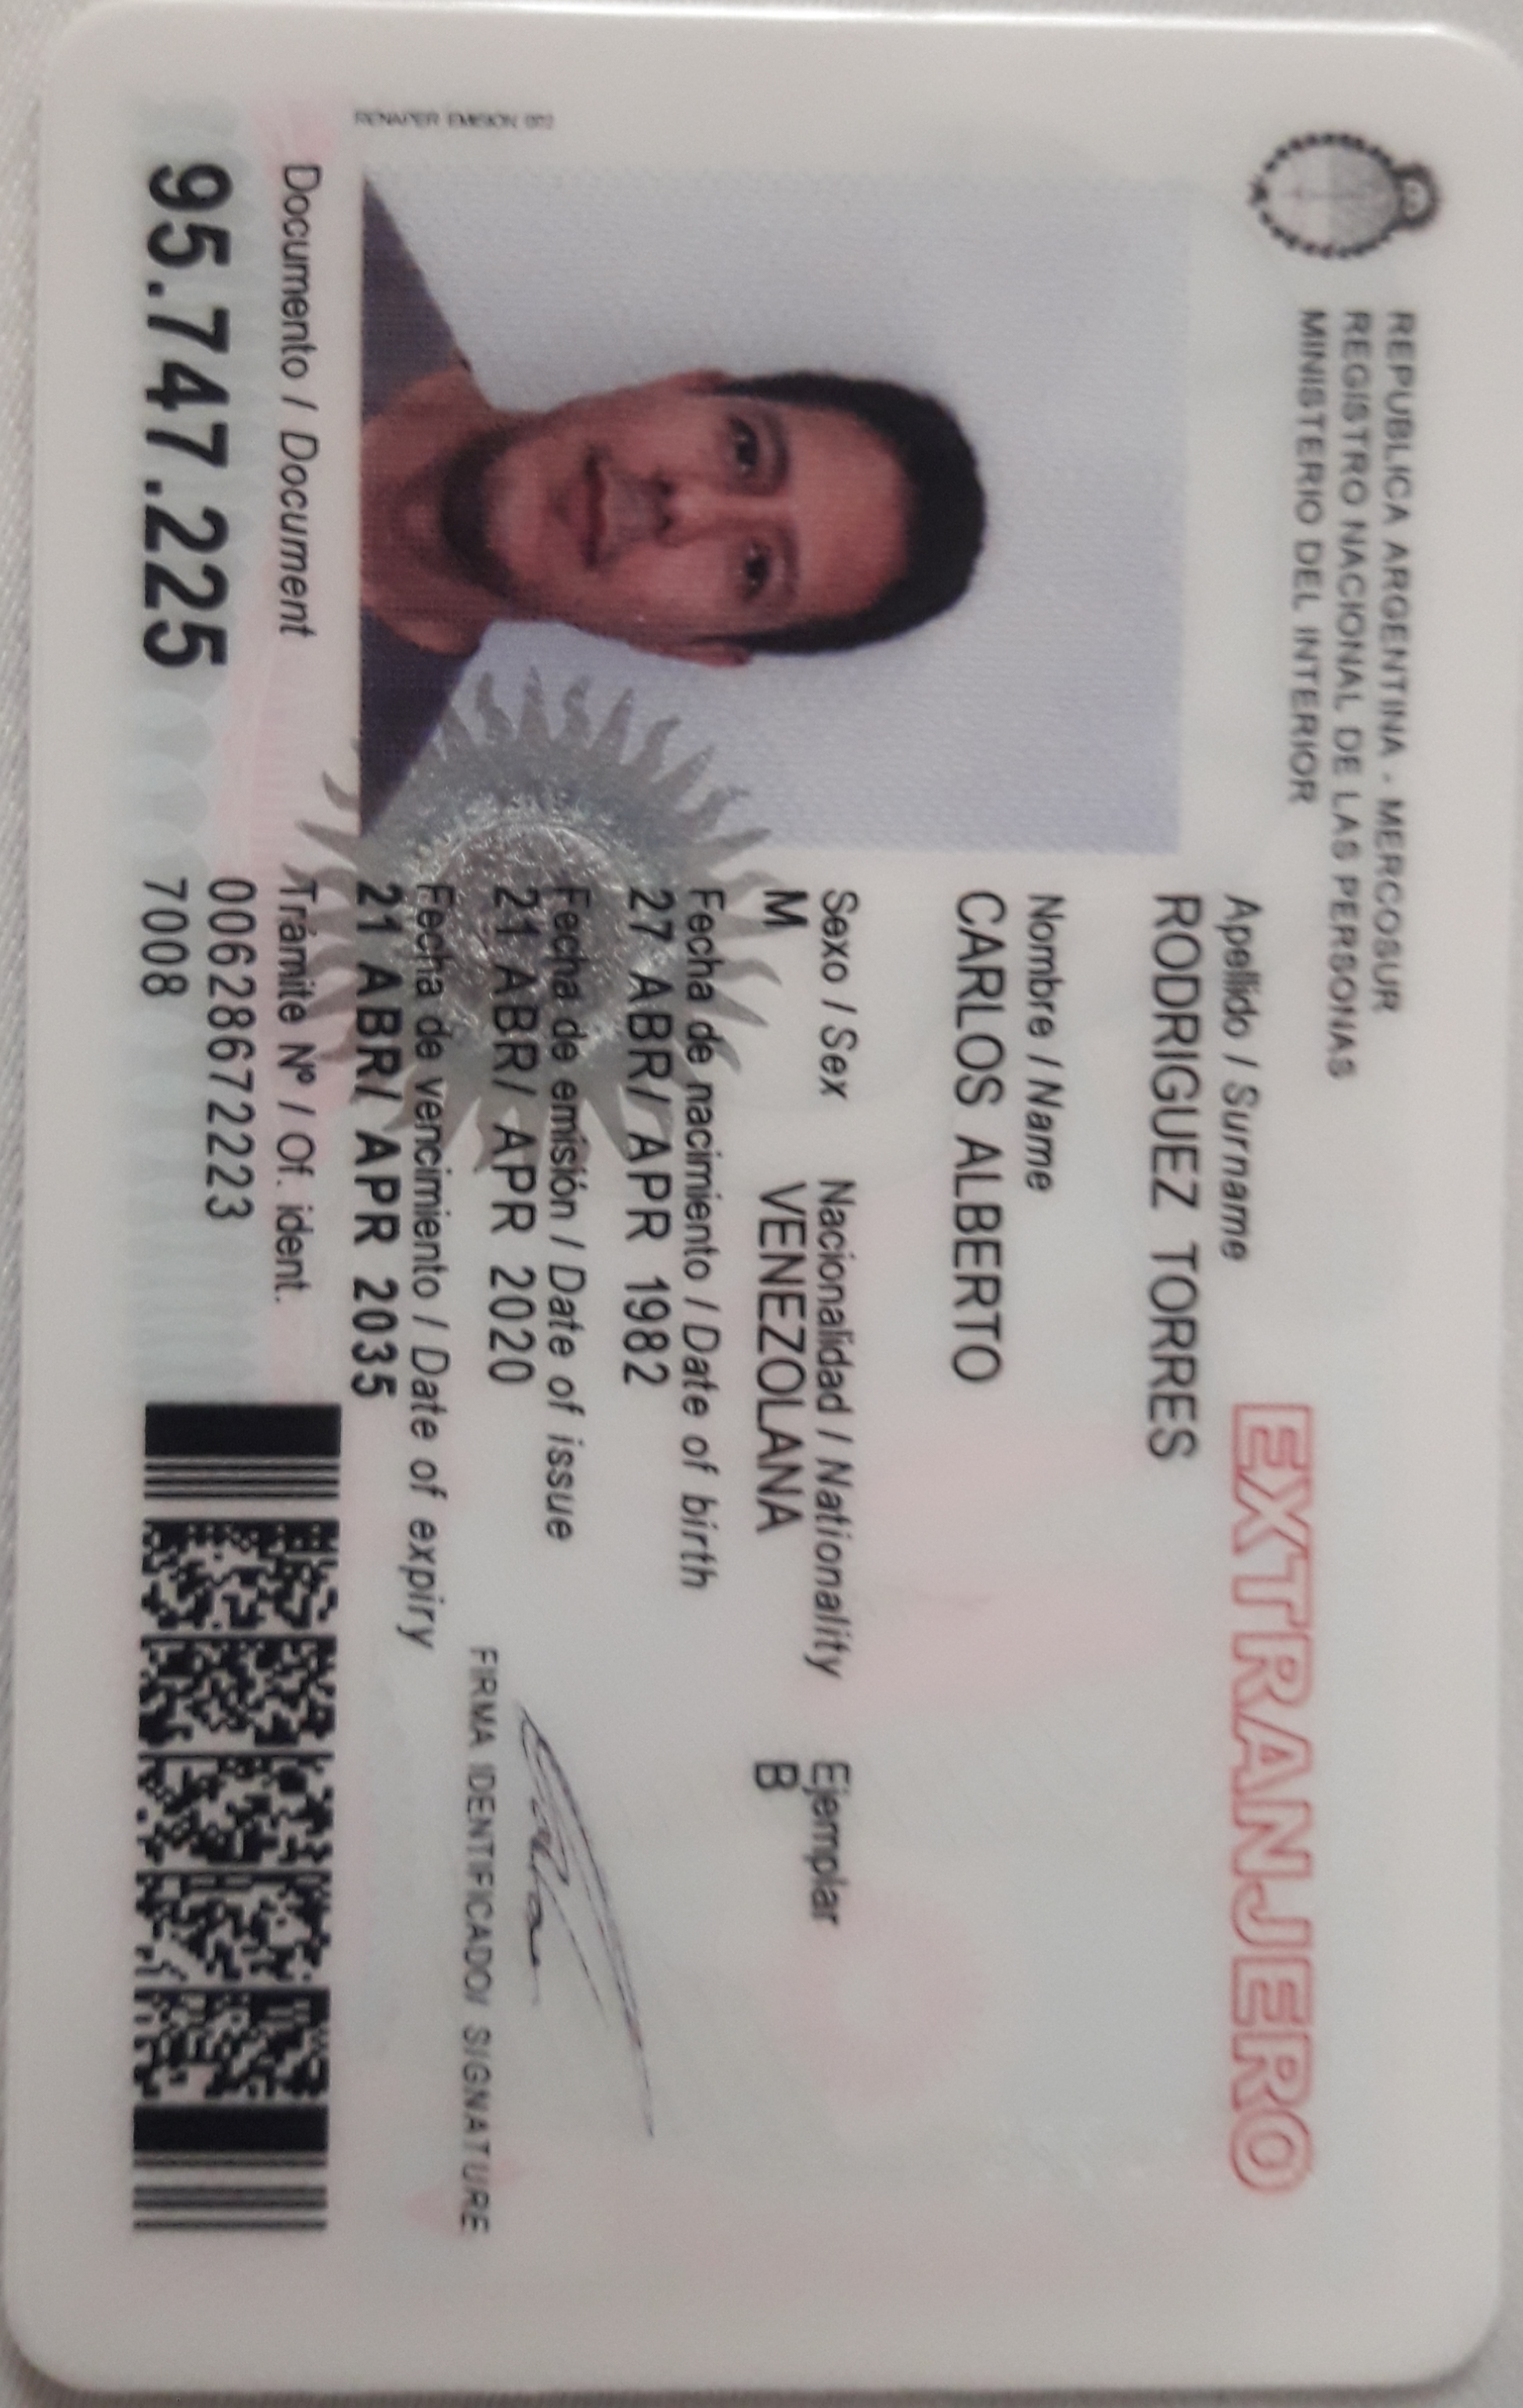 REPUBLICA ARGENTINA - MERCOSUR
REGISTRO NACIONAL DE LAS PERSONAS
MINISTERIO DEL INTERIOR
EXTRANJERO
Apellido / Surname
RODRIGUEZ TORRES
Nombre / Name
CARLOS ALBERTO
Sexo / Sex Nacionalidad / Nationality Ejemplar
M VENEZOLANA B
Fecha de nacimiento / Date of birth
27 ABR/ APR 1982
Fecha de emisión / Date of issue
21 ABR/ APR 2020
FIRMA IDENTIFICADO/ SIGNATURE
Fecha de vencimiento / Date of expiry
21 ABR/ APR 2035
Documento / Document
95.747.225
Trámite Nº / Of. ident.
00628672223
7008
RENAPER EMISION